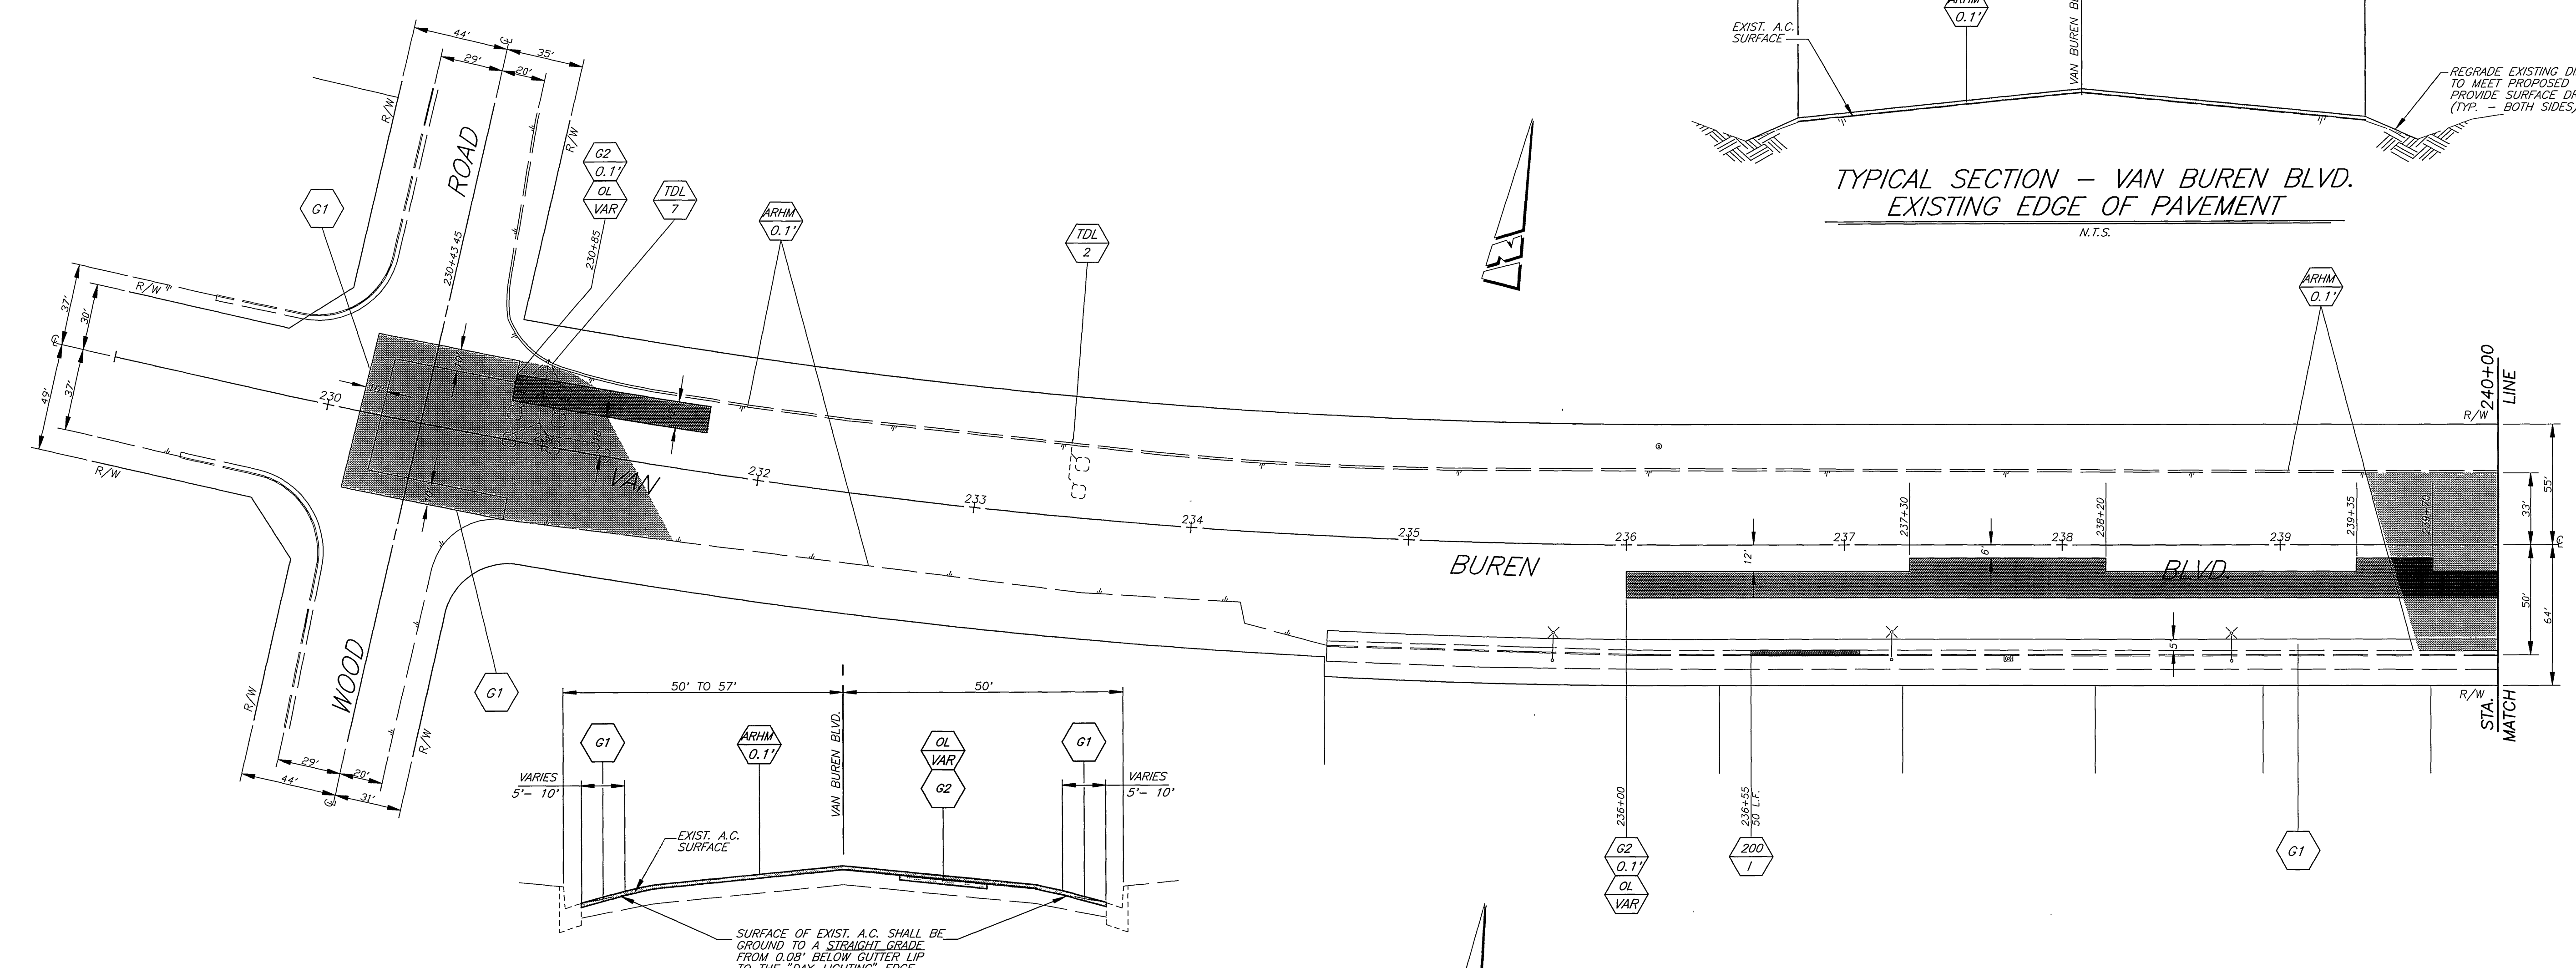 44'
℄
35'
29'
20'
R/W
ROAD
R/W
G2
0.1'
OL
VAR
TDL
7
G1
230+43.45
230+85
ARHM
0.1'
TDL
2
ARHM
0.1'
EXIST. A.C.
SURFACE
VAN BUREN
REGRADE EXISTING
TO MEET PROPOSED
PROVIDE SURFACE
(TYP. - BOTH SIDES)
TYPICAL SECTION - VAN BUREN BLVD.
EXISTING EDGE OF PAVEMENT
N.T.S.
ARHM
0.1'
37'
30'
R/W
℄
49'
37'
R/W
10'
230
10'
18'
VAN
232
233
234
235
236
237
238
239
BUREN
BLVD.
12'
6'
237+30
238+20
239+35
239+70
R/W
240+00
LINE
STA.
MATCH
℄
55'
33'
50'
64'
5'
R/W
WOOD
R/W
R/W
29'
20'
44'
℄
31'
G1
50' TO 57'
50'
VAN BUREN BLVD.
G1
ARHM
0.1'
OL
VAR
G2
G1
VARIES
5'- 10'
VARIES
5'- 10'
EXIST. A.C.
SURFACE
SURFACE OF EXIST. A.C. SHALL BE
GROUND TO A STRAIGHT GRADE
FROM 0.08' BELOW GUTTER LIP
TO THE "DAY LIGHTING" EDGE
236+00
G2
0.1'
OL
VAR
236+55
50 L.F.
200
1
G1